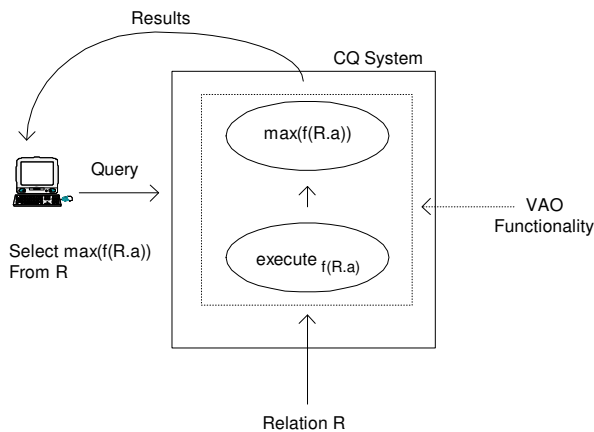 Results
CQ System
max(f(R.a))
Query
VAO
Functionality
Select max(f(R.a))
From R
execute f(R.a)
Relation R